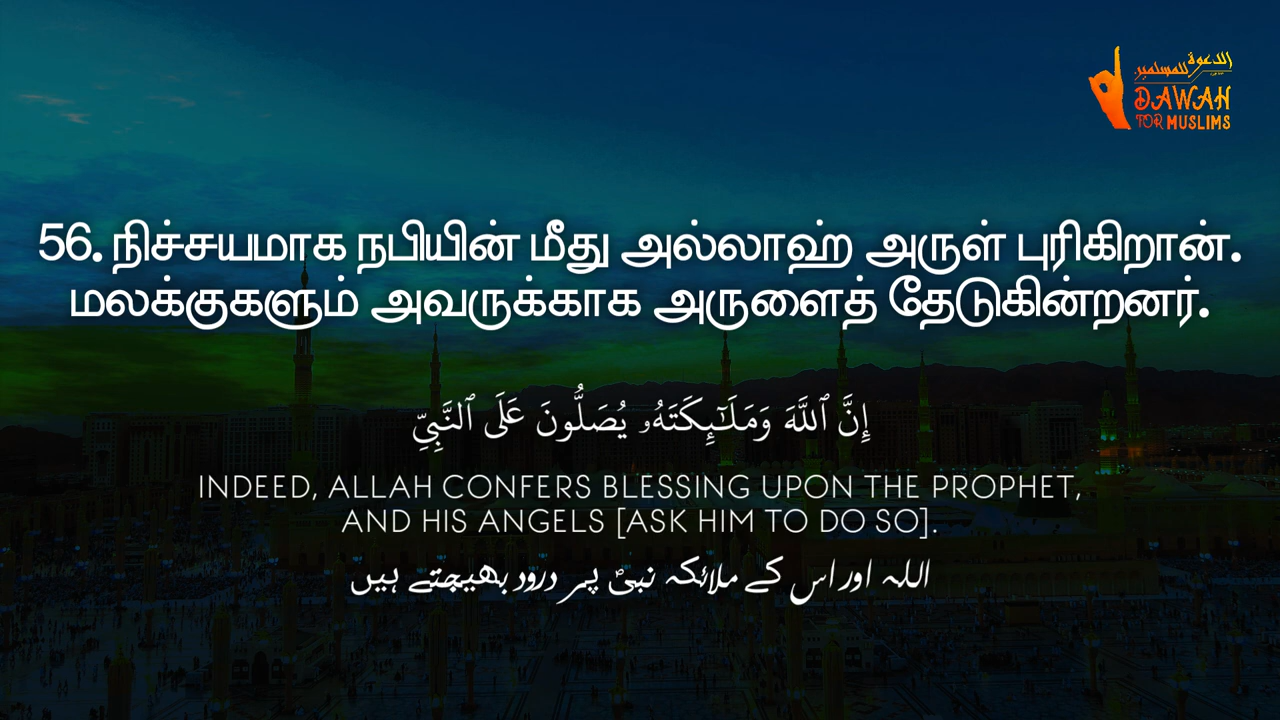 الدعوة للمسلمين
DAWAH
FOR MUSLIMS
56. நிச்சயமாக நபியின் மீது அல்லாஹ் அருள் புரிகிறான்.
மலக்குகளும் அவருக்காக அருளைத் தேடுகின்றனர்.
إِنَّ ٱللَّهَ وَمَلَـٰٓئِكَتَهُۥ يُصَلُّونَ عَلَى ٱلنَّبِىِّ
INDEED, ALLAH CONFERS BLESSING UPON THE PROPHET,
AND HIS ANGELS [ASK HIM TO DO SO].
اللہ اور اس کے ملائکہ نبیؐ پر درود بھیجتے ہیں